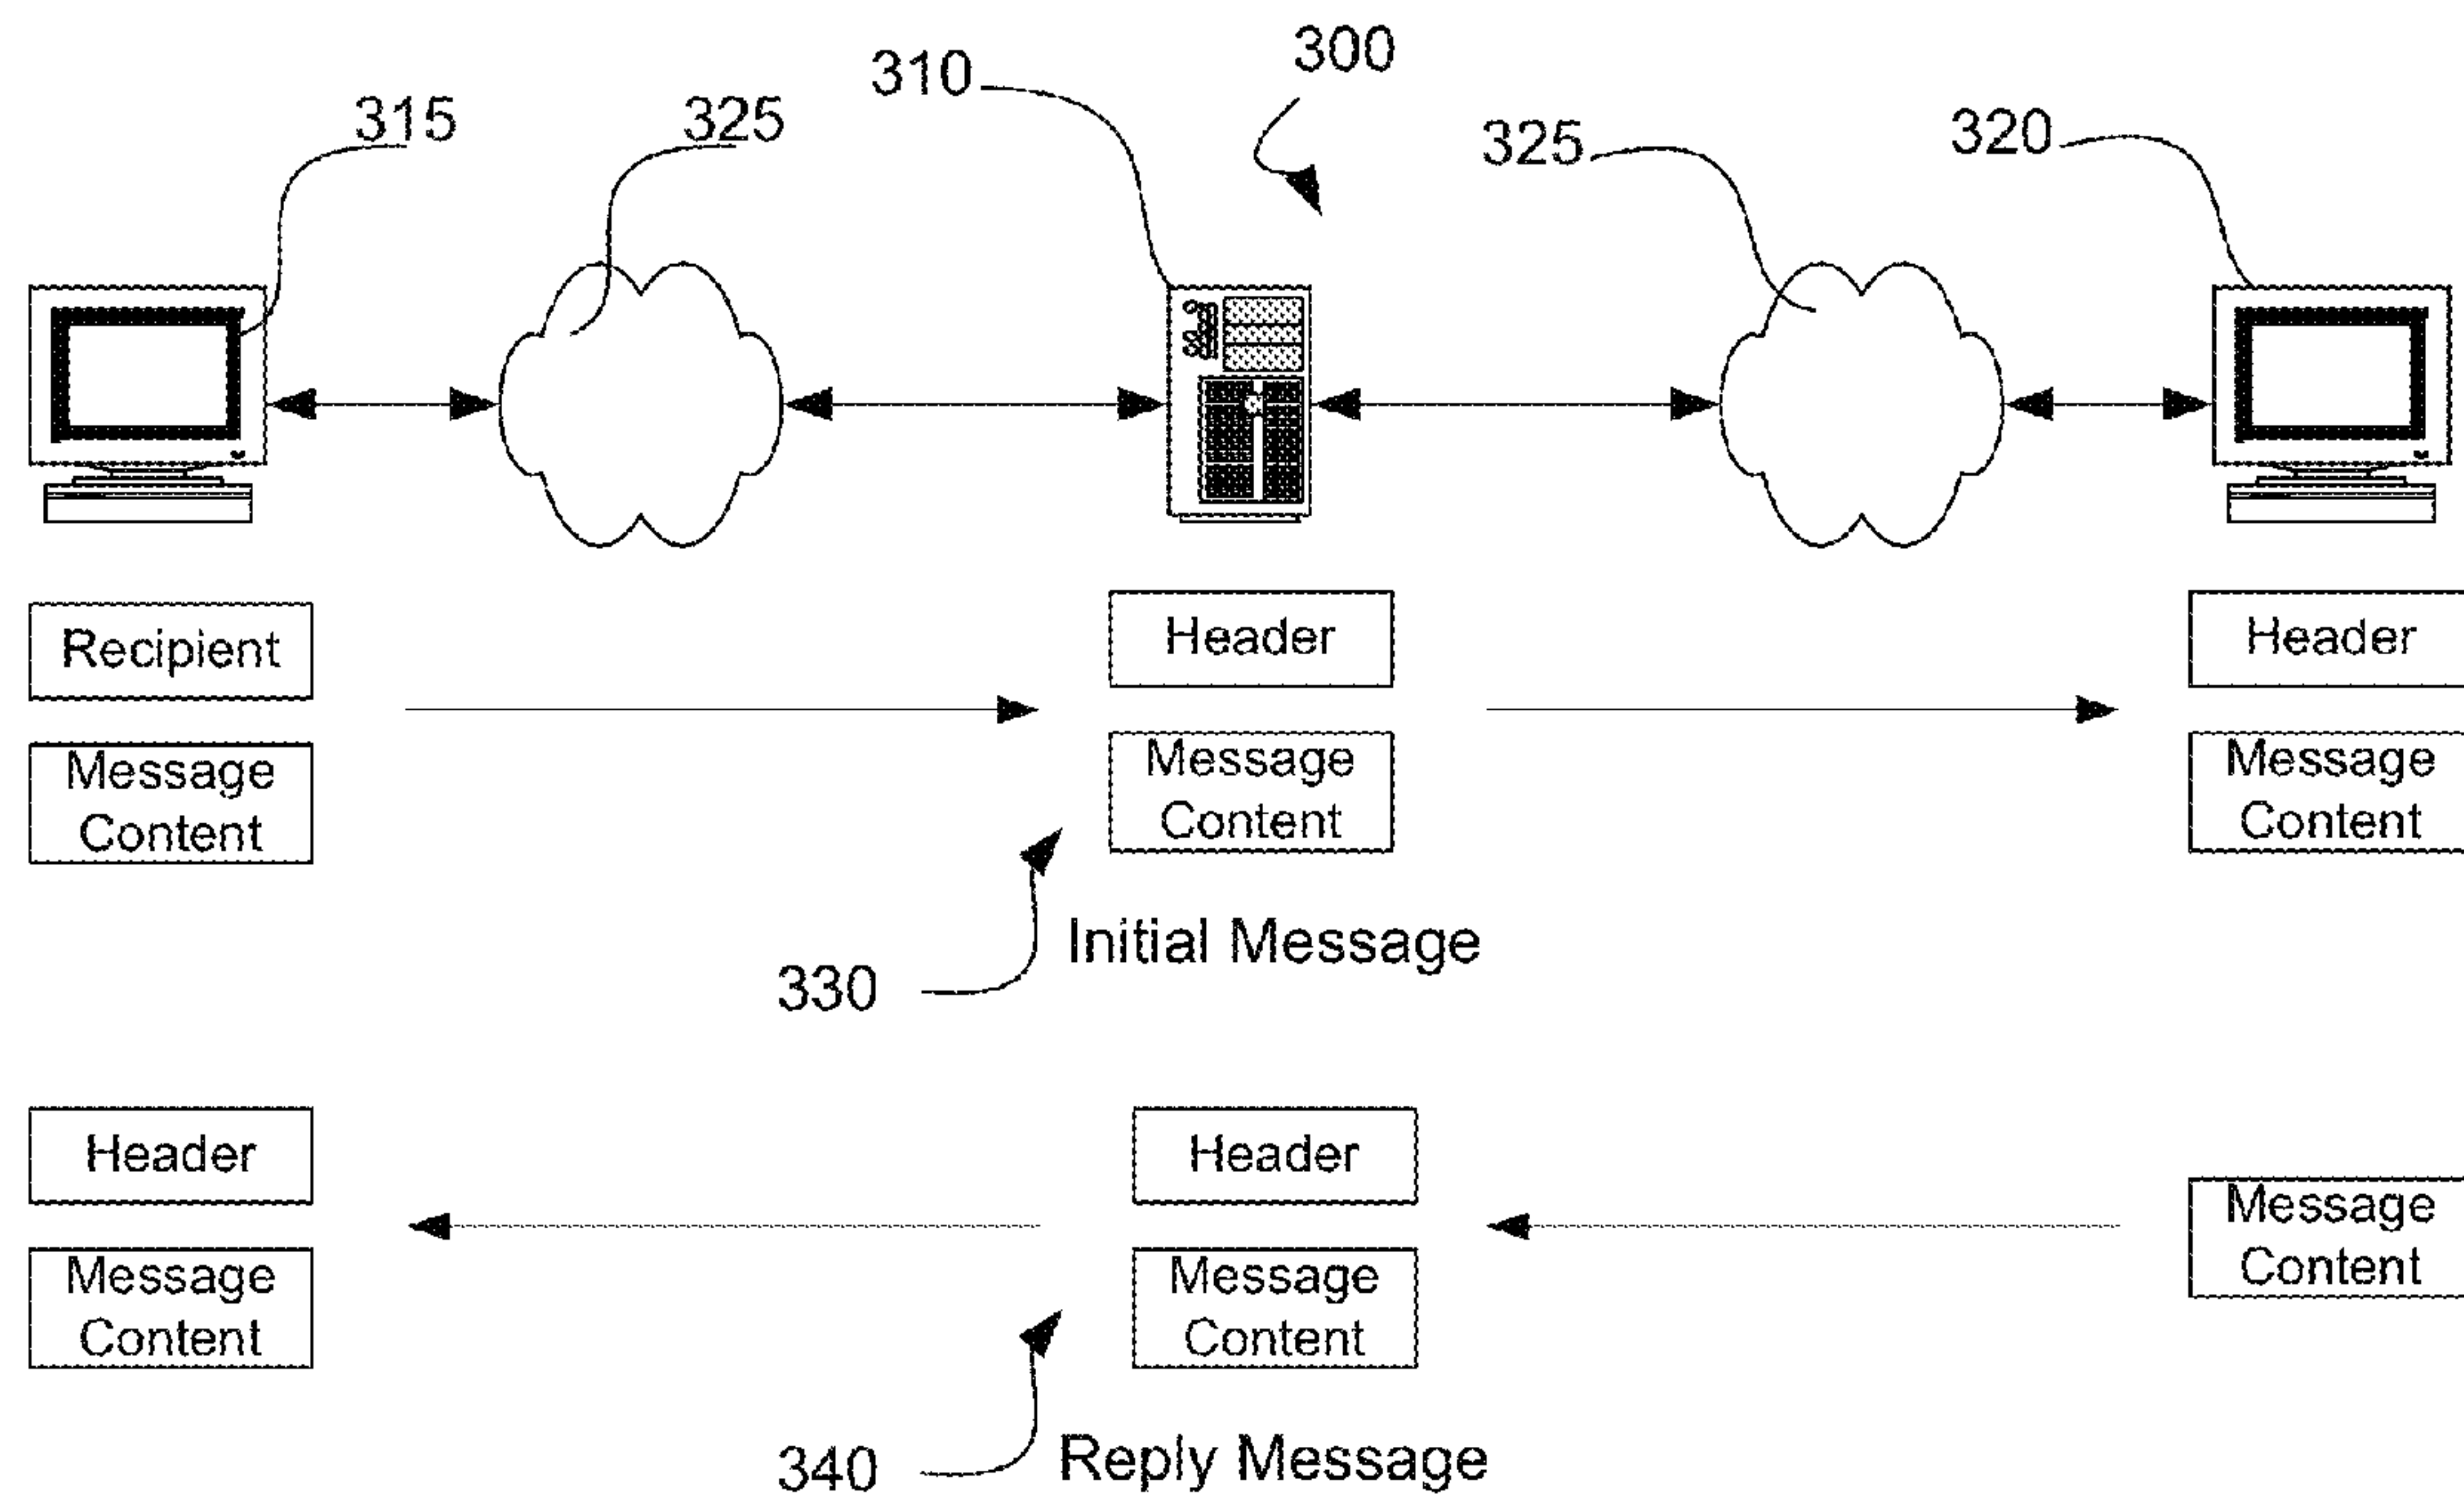 300
310
315
325
325
320
Recipient
Header
Header
Message
Content
Message
Content
Message
Content
Initial Message
330
Header
Header
Message
Content
Message
Content
Message
Content
Reply Message
340